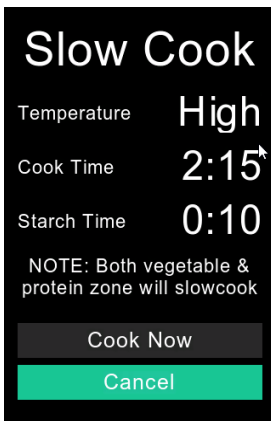 Slow Cook
Temperature High
Cook Time 2:15
Starch Time 0:10
NOTE: Both vegetable &
protein zone will slowcook
Cook Now
Cancel